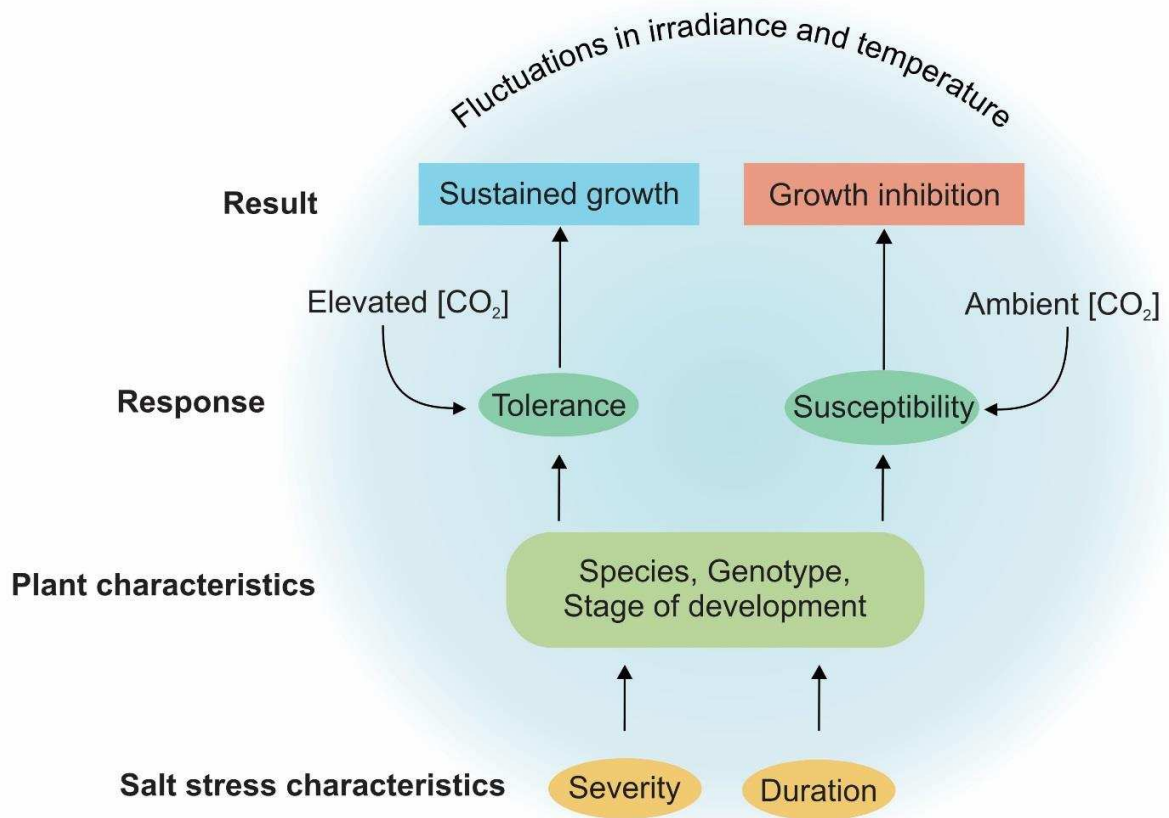 Fluctuations in irradiance and temperature
Result
Sustained growth
Growth inhibition
Elevated [CO₂]
Ambient [CO₂]
Response
Tolerance
Susceptibility
Plant characteristics
Species, Genotype,
Stage of development
Salt stress characteristics
Severity
Duration